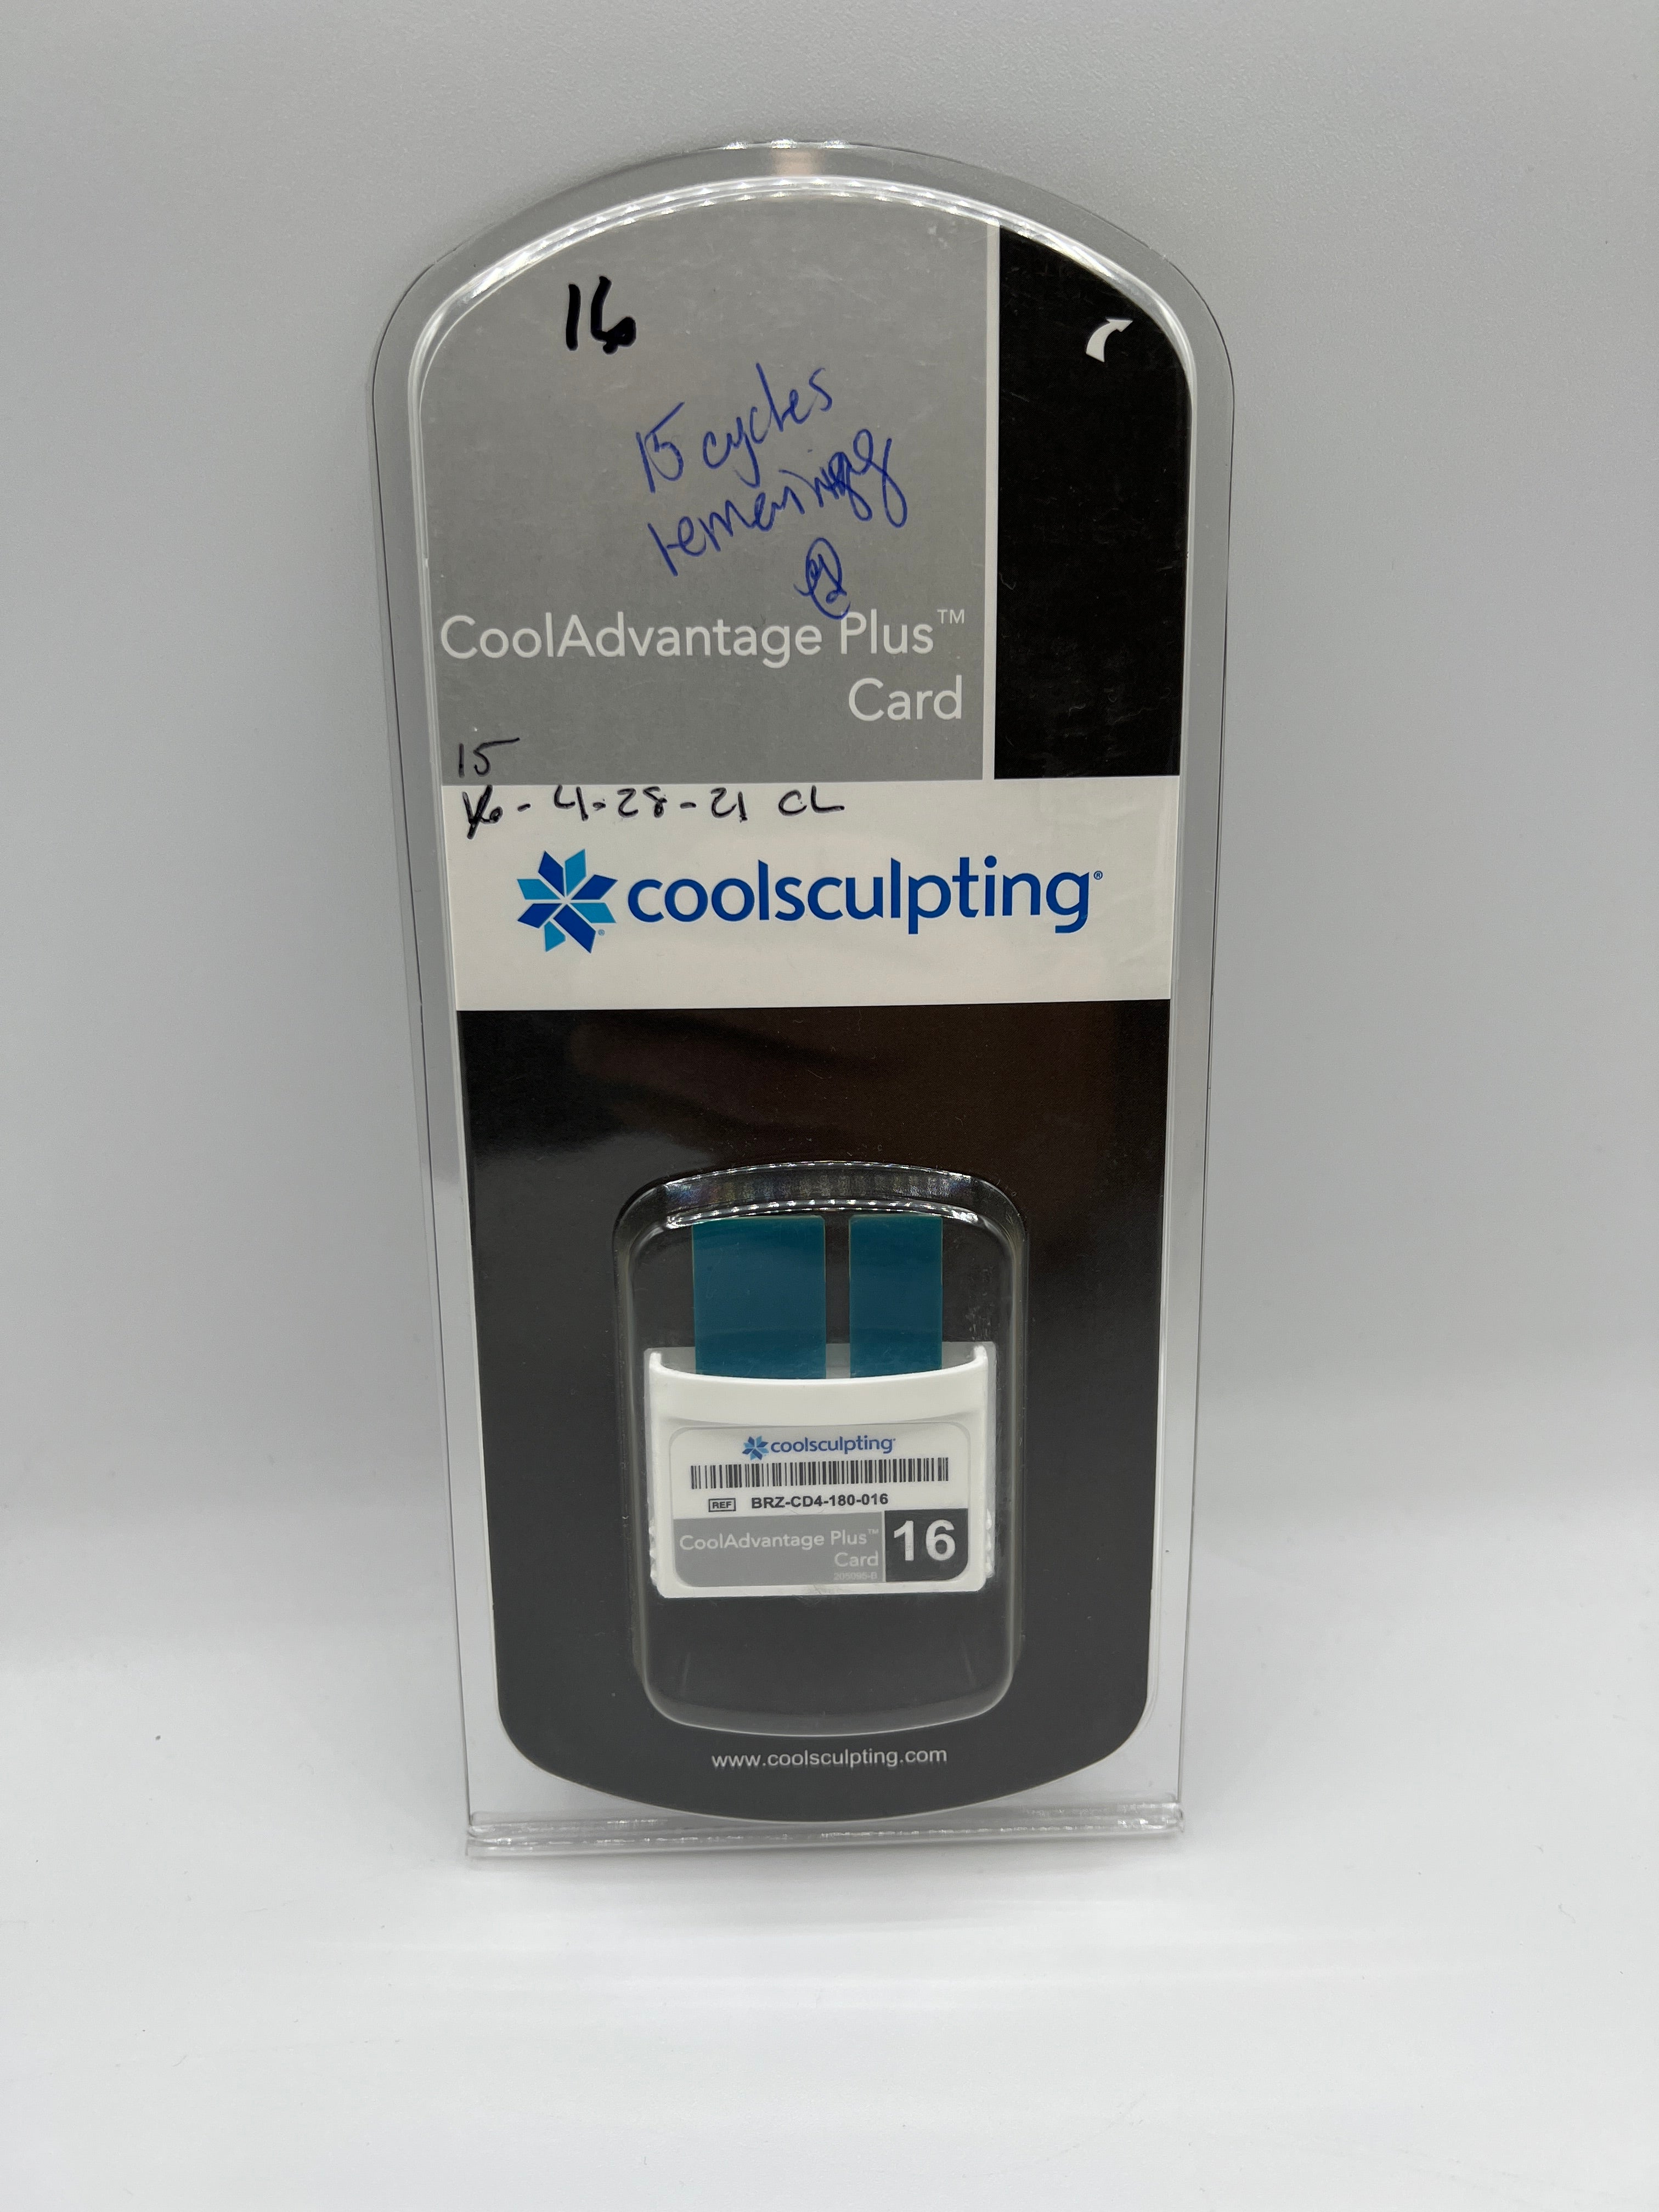 16
15 cycles
remaining
CoolAdvantage Plus™
Card
15
16 - 4-28-21 CL
coolsculpting®
coolsculpting
REF BRZ-CD4-180-016
CoolAdvantage Plus™
Card
16
www.coolsculpting.com